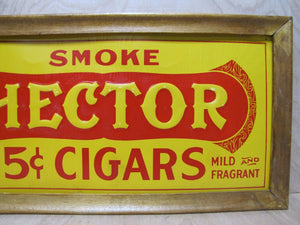 SMOKE
HECTOR
5¢ CIGARS
MILD AND
FRAGRANT